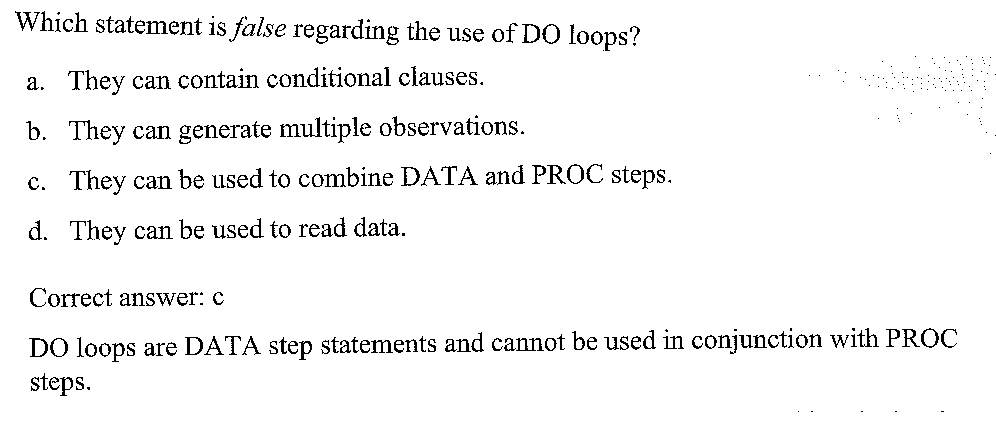 Which statement is false regarding the use of DO loops?
a. They can contain conditional clauses.
b. They can generate multiple observations.
c. They can be used to combine DATA and PROC steps.
d. They can be used to read data.
Correct answer: c
DO loops are DATA step statements and cannot be used in conjunction with PROC
steps.